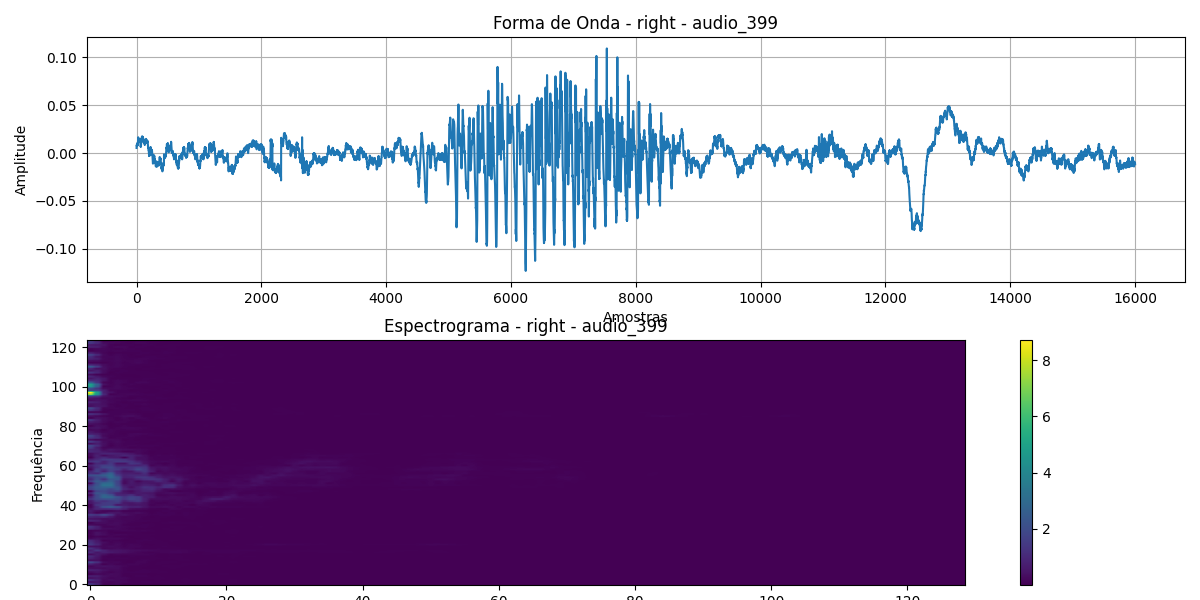 Forma de Onda - right - audio_399
0.10
0.05
0.00
−0.05
−0.10
Amplitude
0 2000 4000 6000 8000 10000 12000 14000 16000
Amostras
Espectrograma - right - audio_399
120
100
80
60
40
20
0
Frequência
0 20 40 60 80 100 120
8
6
4
2